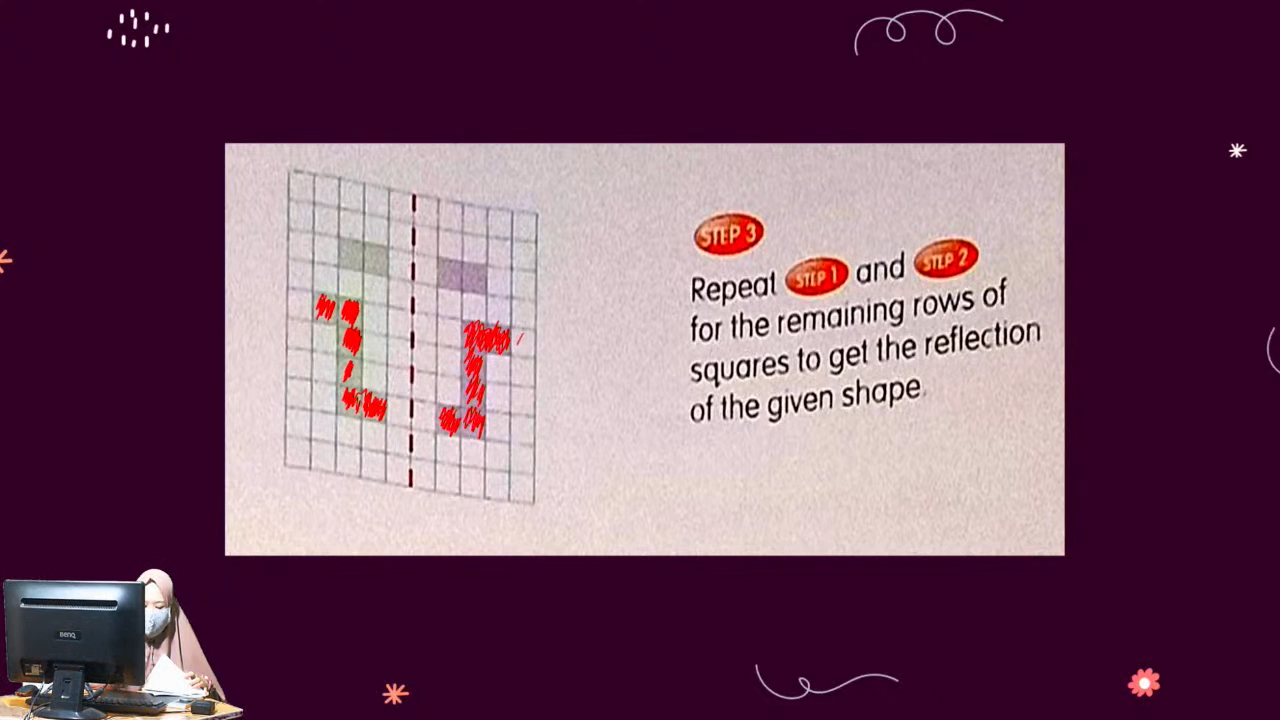 STEP 3
Repeat STEP 1 and STEP 2
for the remaining rows of
squares to get the reflection
of the given shape.
BenQ